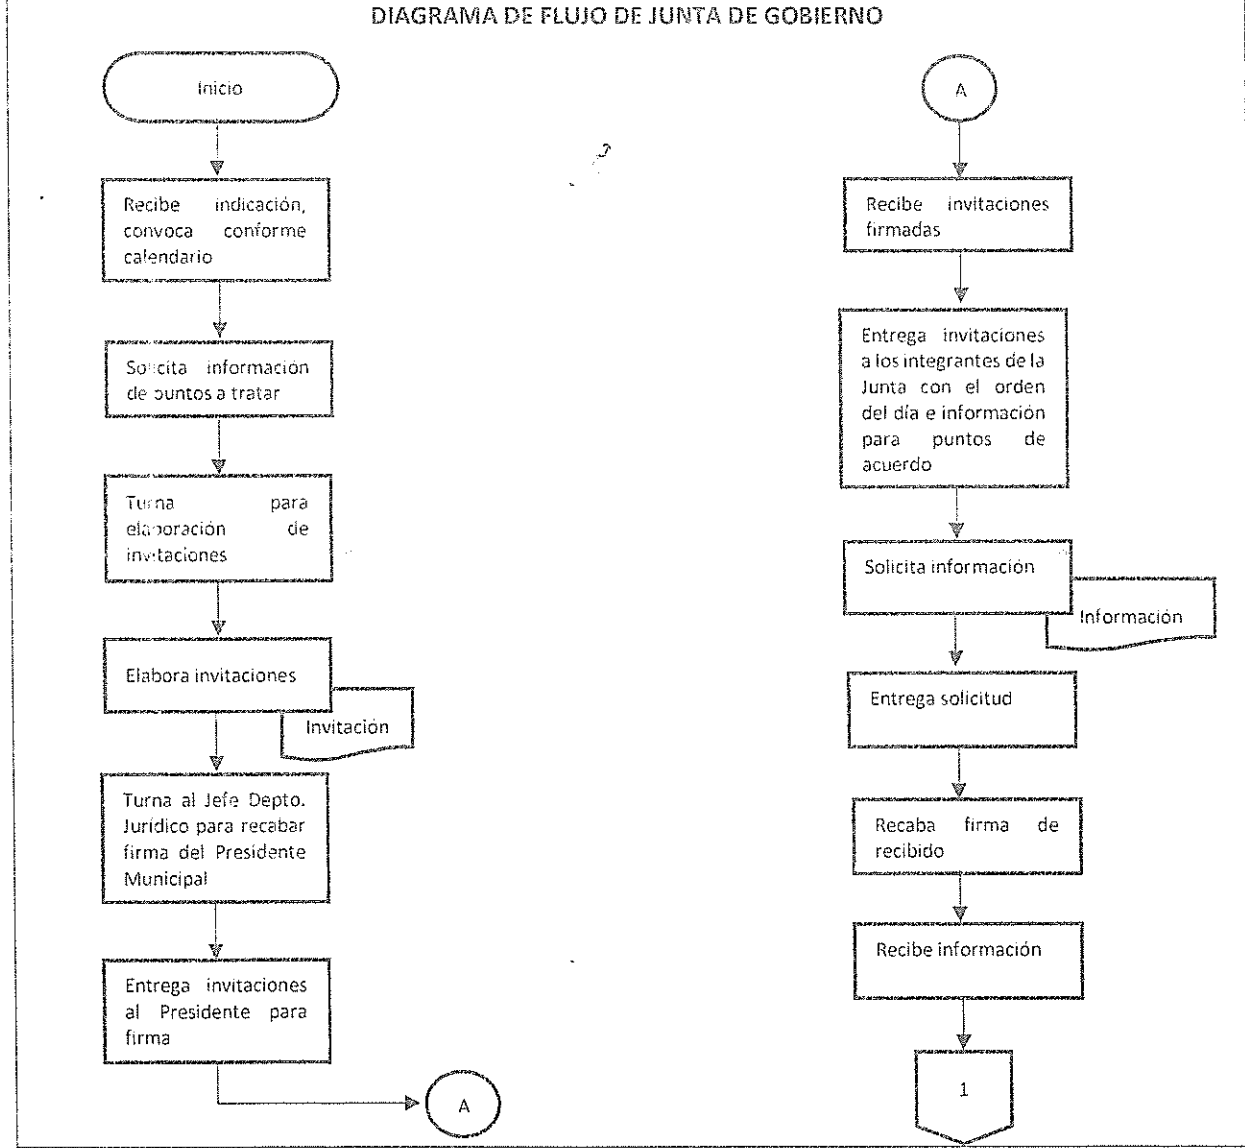 DIAGRAMA DE FLUJO DE JUNTA DE GOBIERNO
Inicio
Recibe indicación,
convoca conforme
calendario
Solicita información
de puntos a tratar
Turna para
elaboración de
invitaciones
Elabora invitaciones
Invitación
Turna al Jefe Depto.
Jurídico para recabar
firma del Presidente
Municipal
Entrega invitaciones
al Presidente para
firma
A
A
Recibe invitaciones
firmadas
Entrega invitaciones
a los integrantes de la
Junta con el orden
del día e información
para puntos de
acuerdo
Solicita información
Información
Entrega solicitud
Recaba firma de
recibido
Recibe información
1